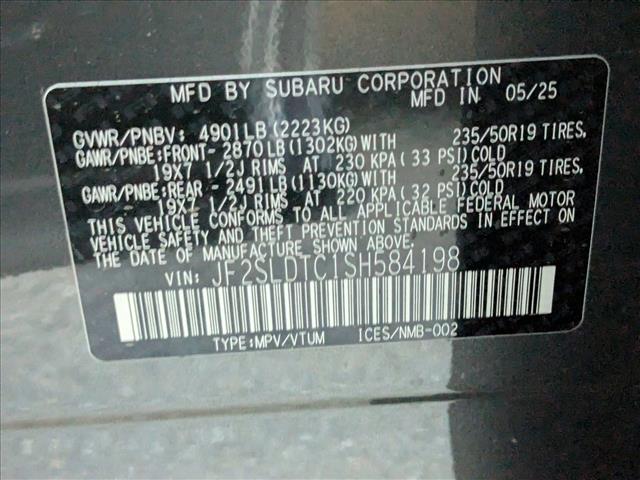 MFD BY SUBARU CORPORATION
MFD IN 05/25
GVWR/PNBV: 4901LB(2223KG)
GAWR/PNBE:FRONT- 2870LB(1302KG)WITH 235/50R19 TIRES,
19X7 1/2J RIMS AT 230 KPA(33 PSI)COLD
GAWR/PNBE:REAR - 2491LB(1130KG)WITH 235/50R19 TIRES,
19X7 1/2J RIMS AT 220 KPA(32 PSI)COLD
THIS VEHICLE CONFORMS TO ALL APPLICABLE FEDERAL MOTOR
VEHICLE SAFETY AND THEFT PREVENTION STANDARDS IN EFFECT ON
THE DATE OF MANUFACTURE SHOWN ABOVE.
VIN: JF2SLDTC1SH584198
TYPE:MPV/VTUM ICES/NMB-002